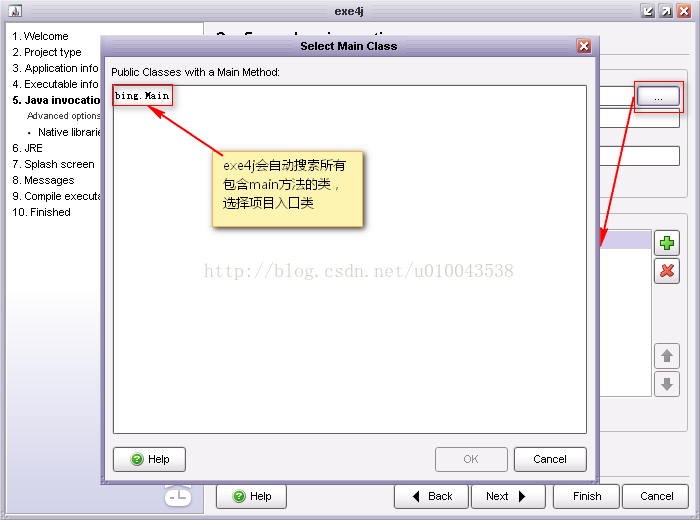 exe4j
1. Welcome
2. Project type
3. Application info
4. Executable info
5. Java invocatio
Advanced options
• Native librarie
6. JRE
7. Splash screen
8. Messages
9. Compile executa
10. Finished
Select Main Class
Public Classes with a Main Method:
bing.Main
...
exe4j会自动搜索所有
包含main方法的类，
选择项目入口类
http://blog.csdn.net/u010043538
Help
OK
Cancel
Help
Back
Next
Finish
Cancel